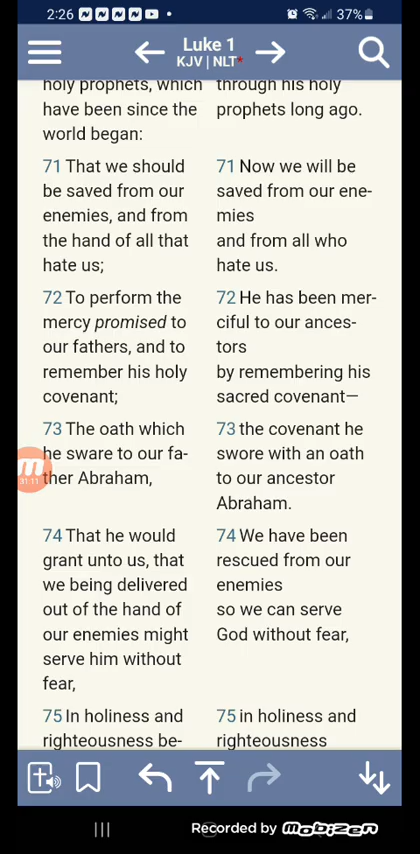 2:26 37%
Luke 1
KJV | NLT*
holy prophets, which
have been since the
world began:
71 That we should
be saved from our
enemies, and from
the hand of all that
hate us;
72 To perform the
mercy promised to
our fathers, and to
remember his holy
covenant;
73 The oath which
he sware to our fa-
ther Abraham,
74 That he would
grant unto us, that
we being delivered
out of the hand of
our enemies might
serve him without
fear,
75 In holiness and
righteousness be-
through his holy
prophets long ago.
71 Now we will be
saved from our ene-
mies
and from all who
hate us.
72 He has been mer-
ciful to our ances-
tors
by remembering his
sacred covenant—
73 the covenant he
swore with an oath
to our ancestor
Abraham.
74 We have been
rescued from our
enemies
so we can serve
God without fear,
75 in holiness and
righteousness
31:11
Recorded by mobizen